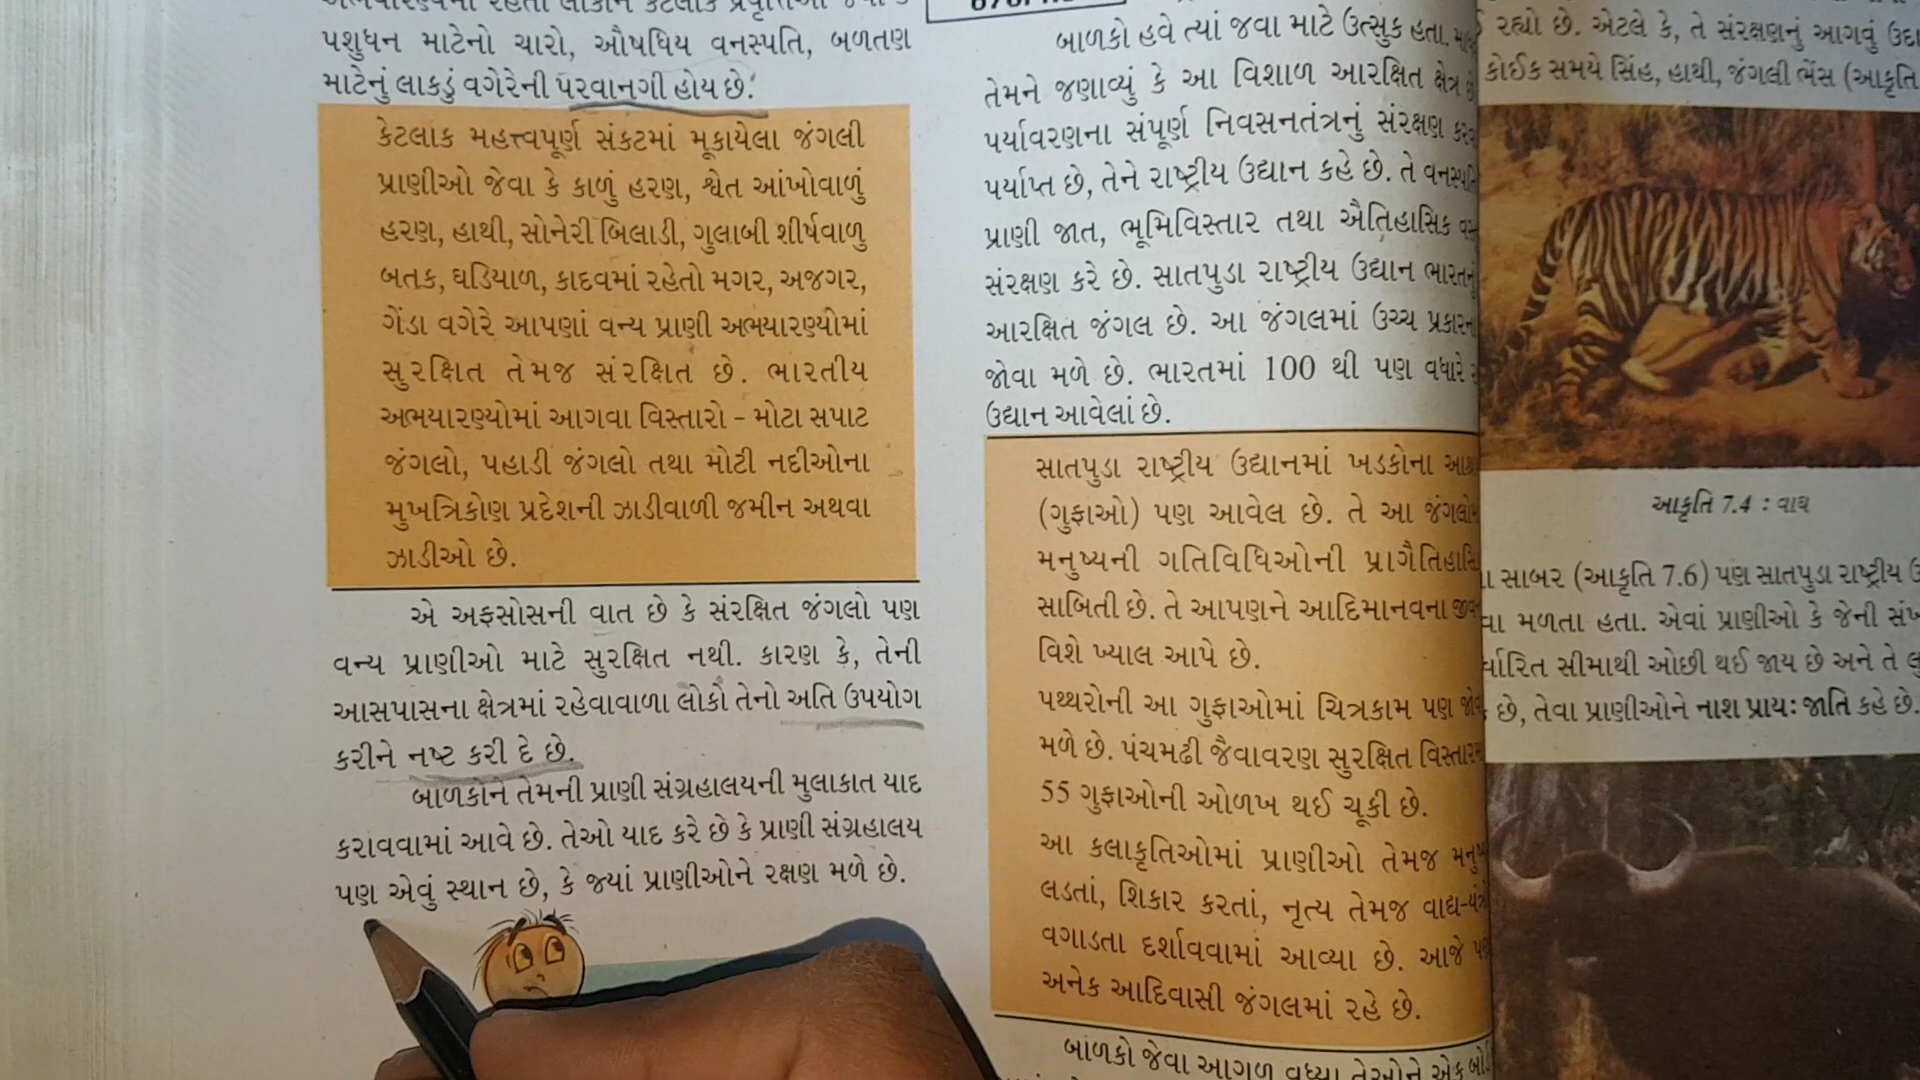 પશુધન માટેનો ચારો, ઔષધિય વનસ્પતિ, બળતણ
માટેનું લાકડું વગેરેની પરવાનગી હોય છે.
કેટલાક મહત્ત્વપૂર્ણ સંકટમાં મૂકાયેલા જંગલી
પ્રાણીઓ જેવા કે કાળું હરણ, શ્વેત આંખોવાળું
હરણ, હાથી, સોનેરી બિલાડી, ગુલાબી શીર્ષવાળુ
બતક, ઘડિયાળ, કાદવમાં રહેતો મગર, અજગર,
ગેંડા વગેરે આપણાં વન્ય પ્રાણી અભયારણ્યોમાં
સુરક્ષિત તેમજ સંરક્ષિત છે. ભારતીય
અભયારણ્યોમાં આગવા વિસ્તારો – મોટા સપાટ
જંગલો, પહાડી જંગલો તથા મોટી નદીઓના
મુખત્રિકોણ પ્રદેશની ઝાડીવાળી જમીન અથવા
ઝાડીઓ છે.
એ અફસોસની વાત છે કે સંરક્ષિત જંગલો પણ
વન્ય પ્રાણીઓ માટે સુરક્ષિત નથી. કારણ કે, તેની
આસપાસના ક્ષેત્રમાં રહેવાવાળા લોકો તેનો અતિ ઉપયોગ
કરીને નષ્ટ કરી દે છે.
બાળકોને તેમની પ્રાણી સંગ્રહાલયની મુલાકાત યાદ
કરાવવામાં આવે છે. તેઓ યાદ કરે છે કે પ્રાણી સંગ્રહાલય
પણ એવું સ્થાન છે, કે જ્યાં પ્રાણીઓને રક્ષણ મળે છે.
બાળકો હવે ત્યાં જવા માટે ઉત્સુક હતા.
તેમને જણાવ્યું કે આ વિશાળ આરક્ષિત ક્ષેત્ર
પર્યાવરણના સંપૂર્ણ નિવસનતંત્રનું સંરક્ષણ
પર્યાપ્ત છે, તેને રાષ્ટ્રીય ઉદ્યાન કહે છે. તે
પ્રાણી જાત, ભૂમિવિસ્તાર તથા ઐતિહાસિક
સંરક્ષણ કરે છે. સાતપુડા રાષ્ટ્રીય ઉદ્યાન
આરક્ષિત જંગલ છે. આ જંગલમાં ઉચ્ચ
જોવા મળે છે. ભારતમાં 100 થી પણ વધારે
ઉદ્યાન આવેલાં છે.
સાતપુડા રાષ્ટ્રીય ઉદ્યાનમાં ખડકોના
(ગુફાઓ) પણ આવેલ છે. તે આ
મનુષ્યની ગતિવિધિઓની
સાબિતી છે. તે આપણને આદિમાનવના
વિશે ખ્યાલ આપે છે.
પથ્થરોની આ ગુફાઓમાં ચિત્રકામ પણ
મળે છે. પંચમઢી જૈવાવરણ સુરક્ષિત
55 ગુફાઓની ઓળખ થઈ ચૂકી છે.
આ કલાકૃતિઓમાં પ્રાણીઓ તેમજ
લડતાં, શિકાર કરતાં, નૃત્ય તેમજ
વગાડતા દર્શાવવામાં આવ્યા છે. આજે
અનેક આદિવાસી જંગલમાં રહે છે.
બાળકો જેવા આગળ વધ્યા તેઓને એક
રહ્યો છે. એટલે કે, તે સંરક્ષણનું આગવું
કોઈક સમયે સિંહ, હાથી, જંગલી ભેંસ (આકૃતિ
આકૃતિ 7.4 : વાઘ
સાબર (આકૃતિ 7.6) પણ સાતપુડા રાષ્ટ્રીય
મળતા હતા. એવાં પ્રાણીઓ કે જેની
સીમાથી ઓછી થઈ જાય છે અને તે
છે, તેવા પ્રાણીઓને નાશ પ્રાયઃ જાતિ કહે છે.